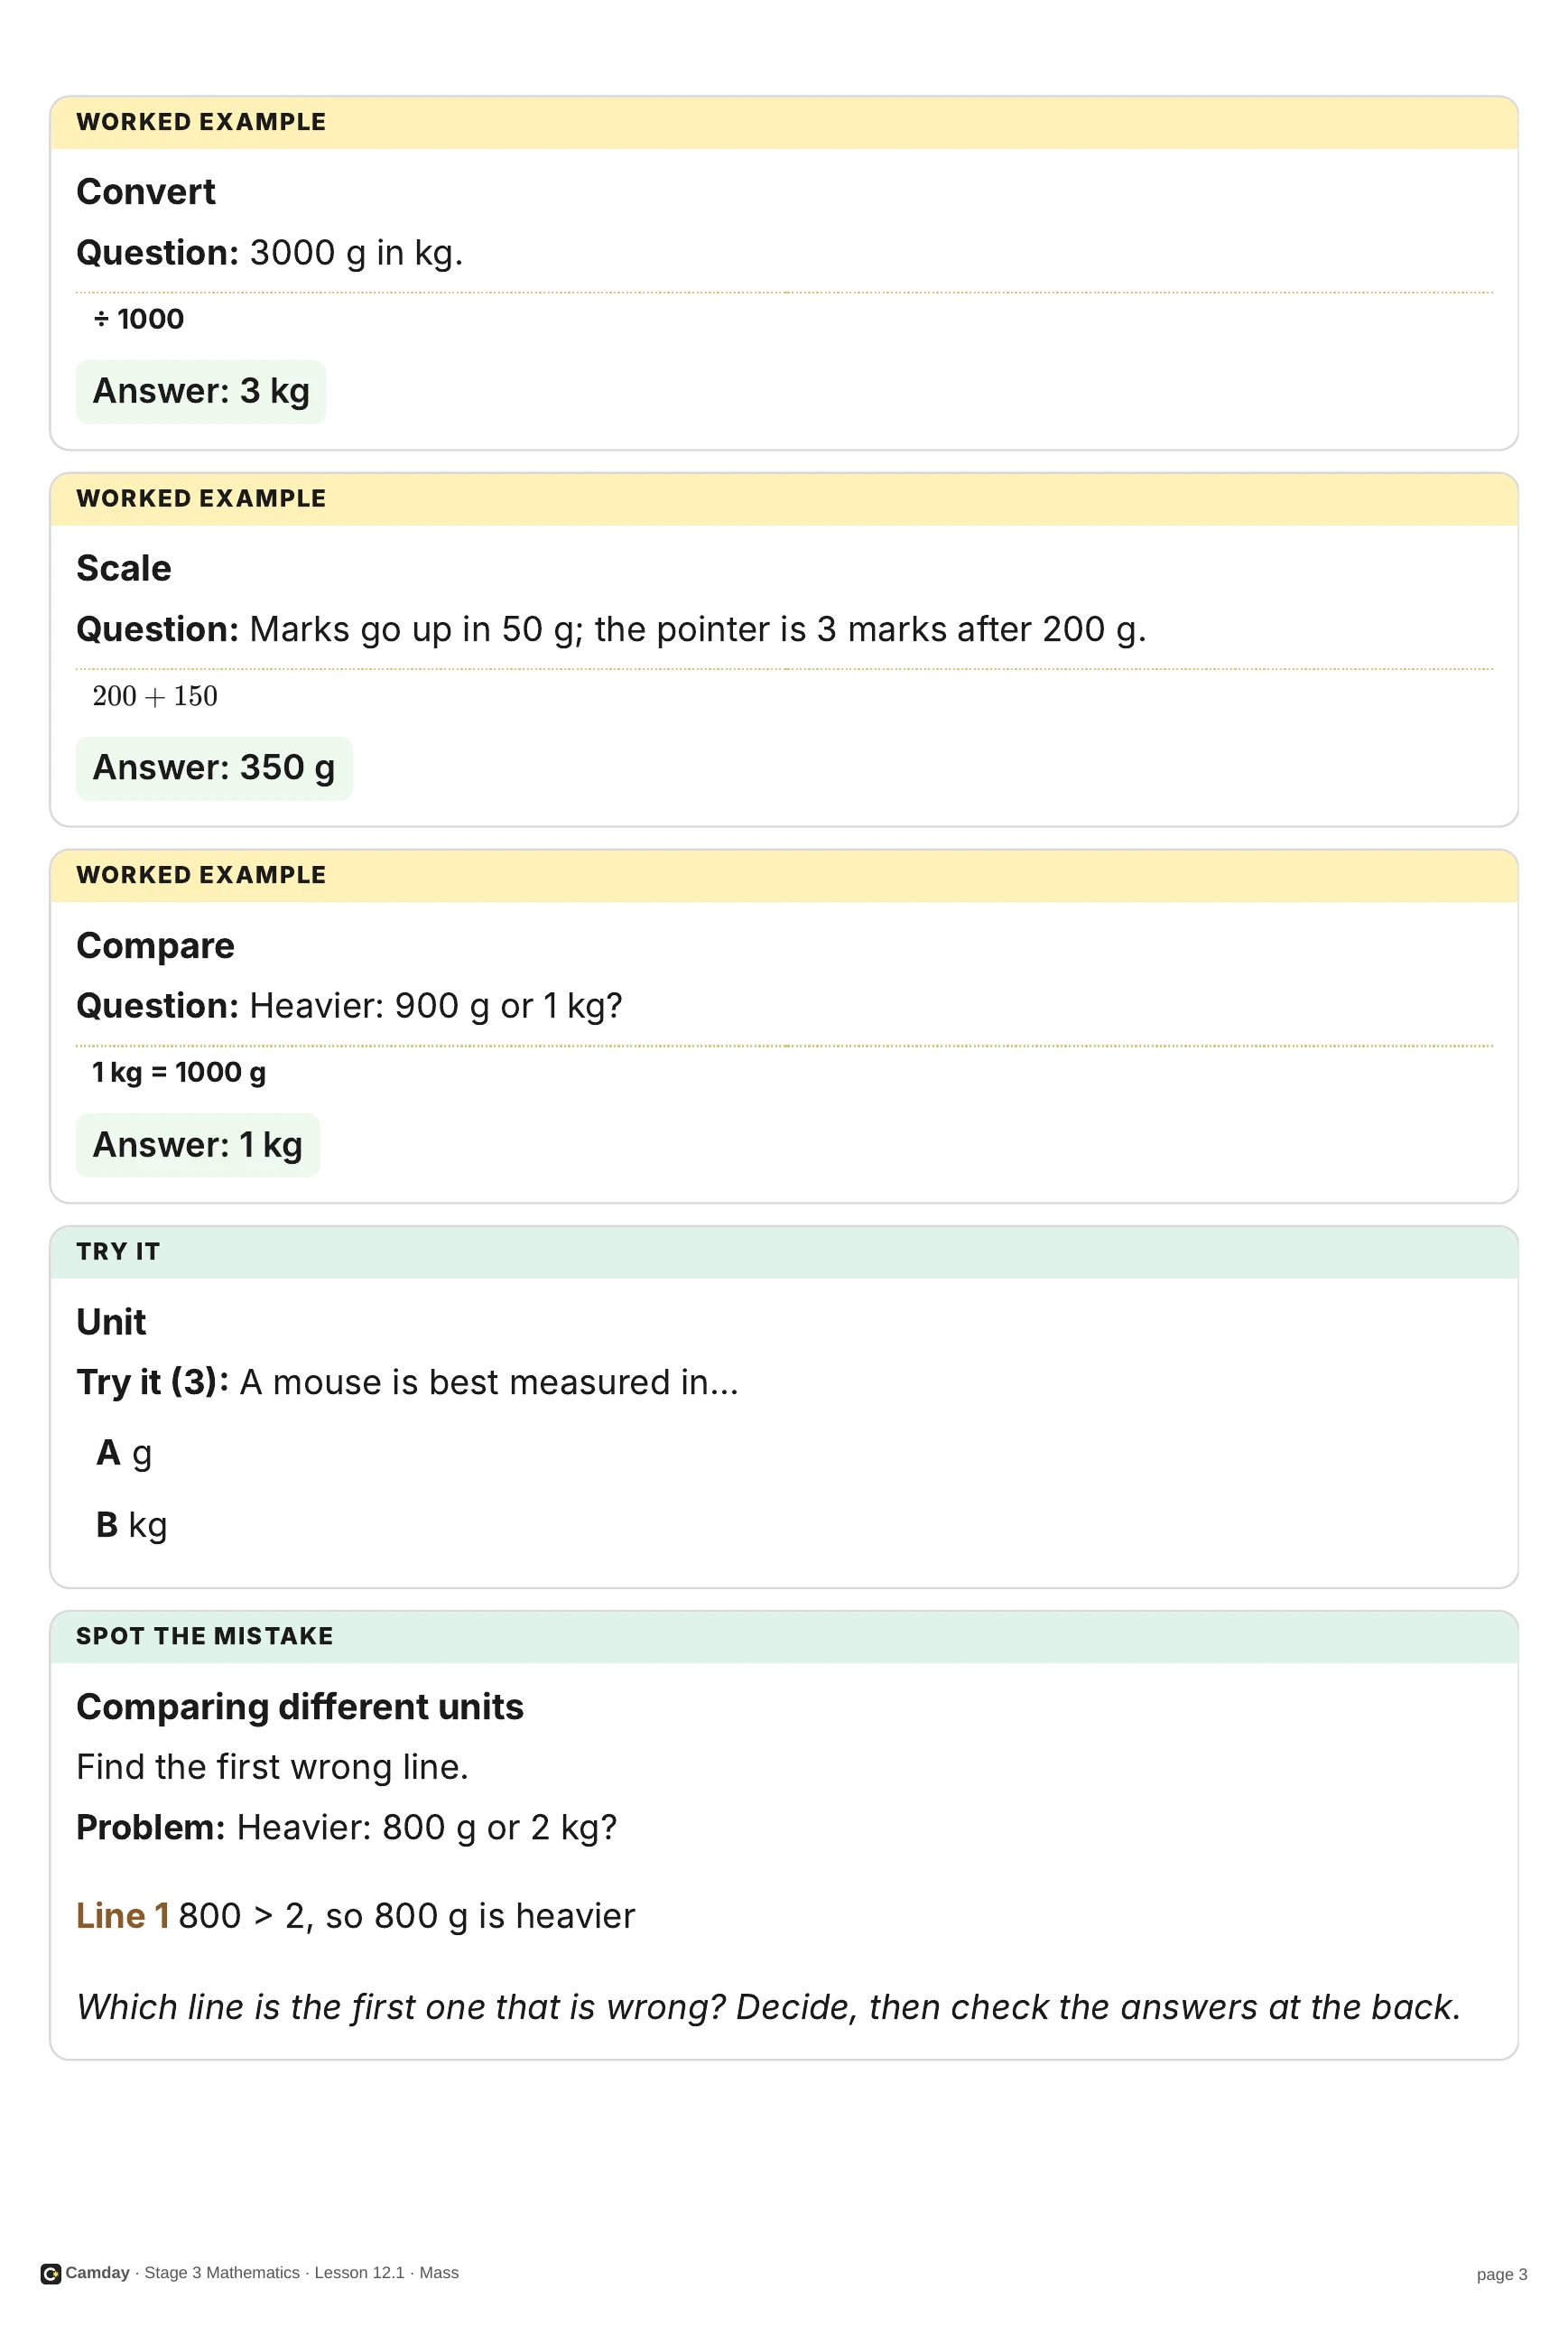 WORKED EXAMPLE
Convert
Question: 3000 g in kg.
÷ 1000
Answer: 3 kg
WORKED EXAMPLE
Scale
Question: Marks go up in 50 g; the pointer is 3 marks after 200 g.
200 + 150
Answer: 350 g
WORKED EXAMPLE
Compare
Question: Heavier: 900 g or 1 kg?
1 kg = 1000 g
Answer: 1 kg
TRY IT
Unit
Try it (3): A mouse is best measured in...
A g
B kg
SPOT THE MISTAKE
Comparing different units
Find the first wrong line.
Problem: Heavier: 800 g or 2 kg?
Line 1 800 > 2, so 800 g is heavier
Which line is the first one that is wrong? Decide, then check the answers at the back.
Camday · Stage 3 Mathematics · Lesson 12.1 · Mass
page 3